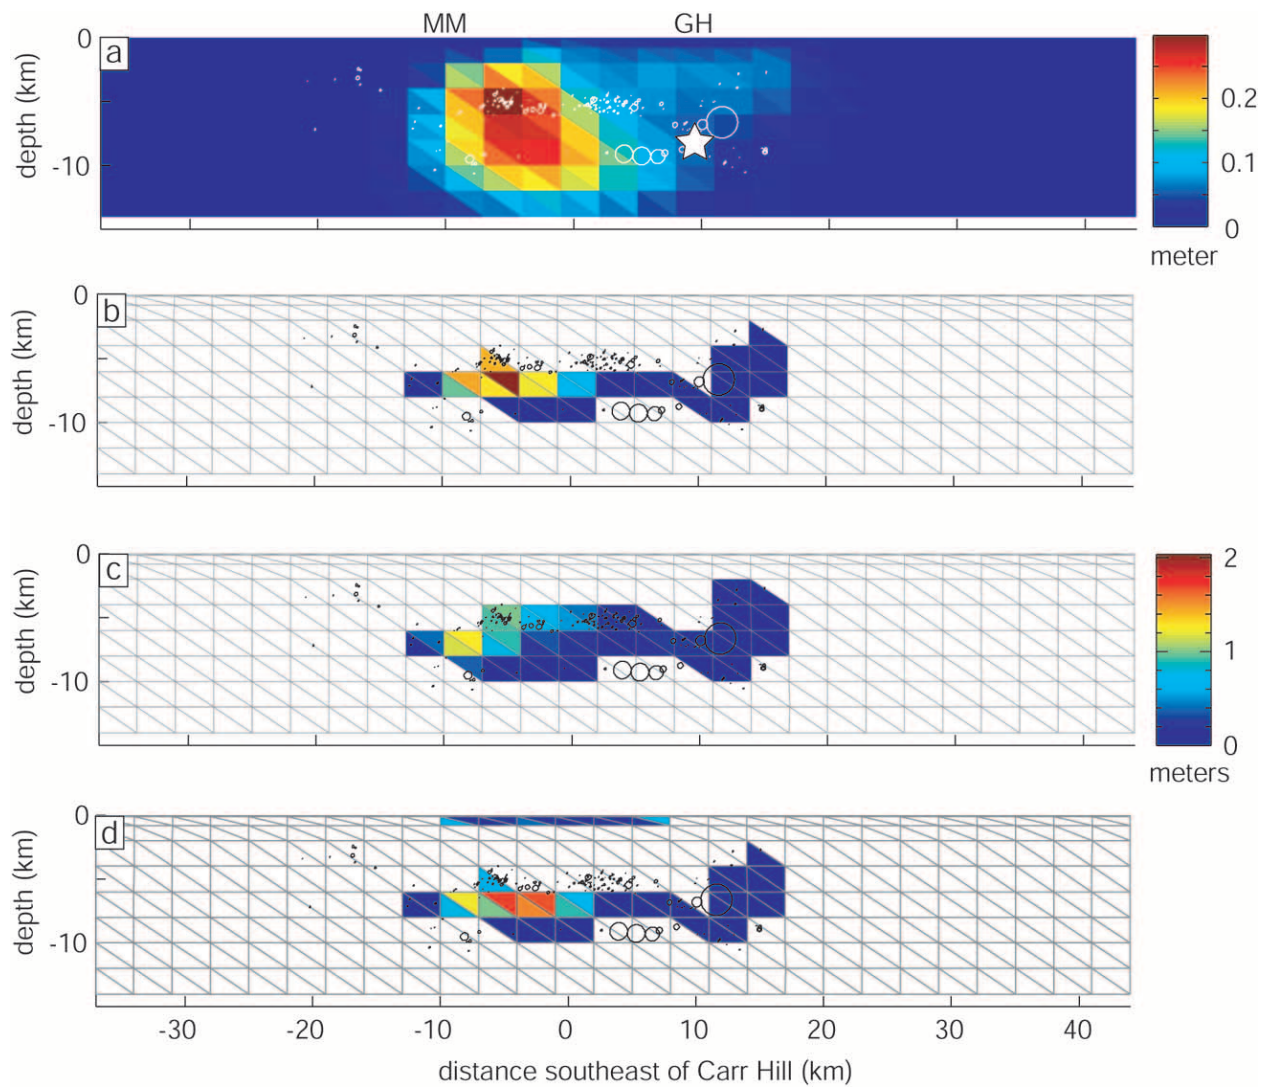 MM GH
0
a
depth (km)
-10
0.2
0.1
0
meter
0
b
depth (km)
-10
0
c
depth (km)
-10
2
1
0
meters
0
d
depth (km)
-10
-30 -20 -10 0 10 20 30 40
distance southeast of Carr Hill (km)